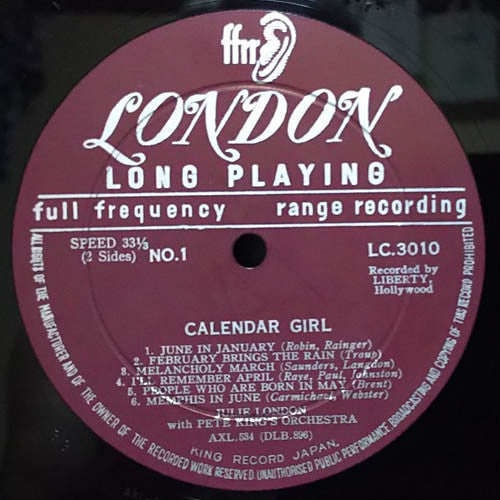 ffrr
LONDON
LONG PLAYING
full frequency range recording
SPEED 33⅓
(2 Sides) NO.1
LC.3010
Recorded by
LIBERTY,
Hollywood
CALENDAR GIRL
1. JUNE IN JANUARY (Robin, Rainger)
2. FEBRUARY BRINGS THE RAIN (Troup)
3. MELANCHOLY MARCH (Saunders, Langdon)
4. I'LL REMEMBER APRIL (Raye, Paul, Johnston)
5. PEOPLE WHO ARE BORN IN MAY (Brent)
6. MEMPHIS IN JUNE (Carmichael, Webster)
JULIE LONDON
with PETE KING'S ORCHESTRA
AXL.534 (DLB.896)
KING RECORD JAPAN.
ALL RIGHTS OF THE MANUFACTURER AND OF THE OWNER OF THE RECORDED WORK RESERVED. UNAUTHORISED PUBLIC PERFORMANCE BROADCASTING AND COPYING OF THIS RECORD PROHIBITED